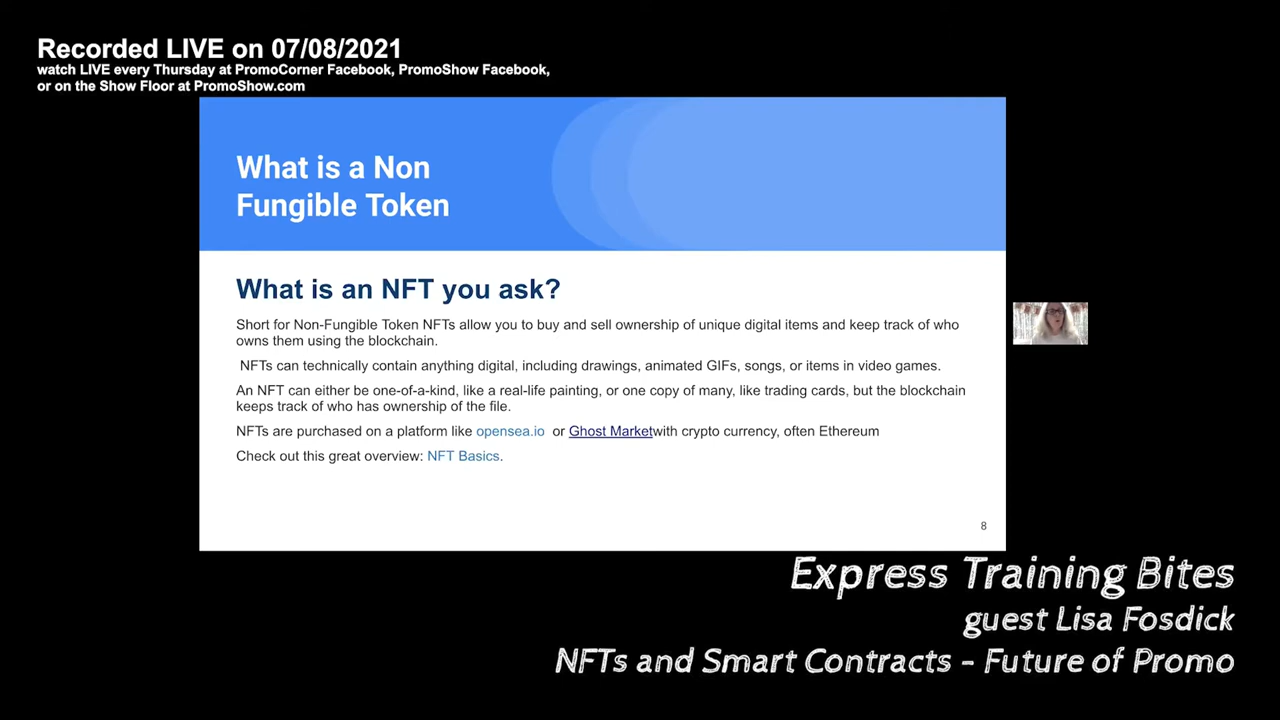 Recorded LIVE on 07/08/2021
watch LIVE every Thursday at PromoCorner Facebook, PromoShow Facebook,
or on the Show Floor at PromoShow.com
What is a Non
Fungible Token
What is an NFT you ask?
Short for Non-Fungible Token NFTs allow you to buy and sell ownership of unique digital items and keep track of who
owns them using the blockchain.
NFTs can technically contain anything digital, including drawings, animated GIFs, songs, or items in video games.
An NFT can either be one-of-a-kind, like a real-life painting, or one copy of many, like trading cards, but the blockchain
keeps track of who has ownership of the file.
NFTs are purchased on a platform like opensea.io or Ghost Marketwith crypto currency, often Ethereum
Check out this great overview: NFT Basics.
8
Express Training Bites
guest Lisa Fosdick
NFTs and Smart Contracts - Future of Promo